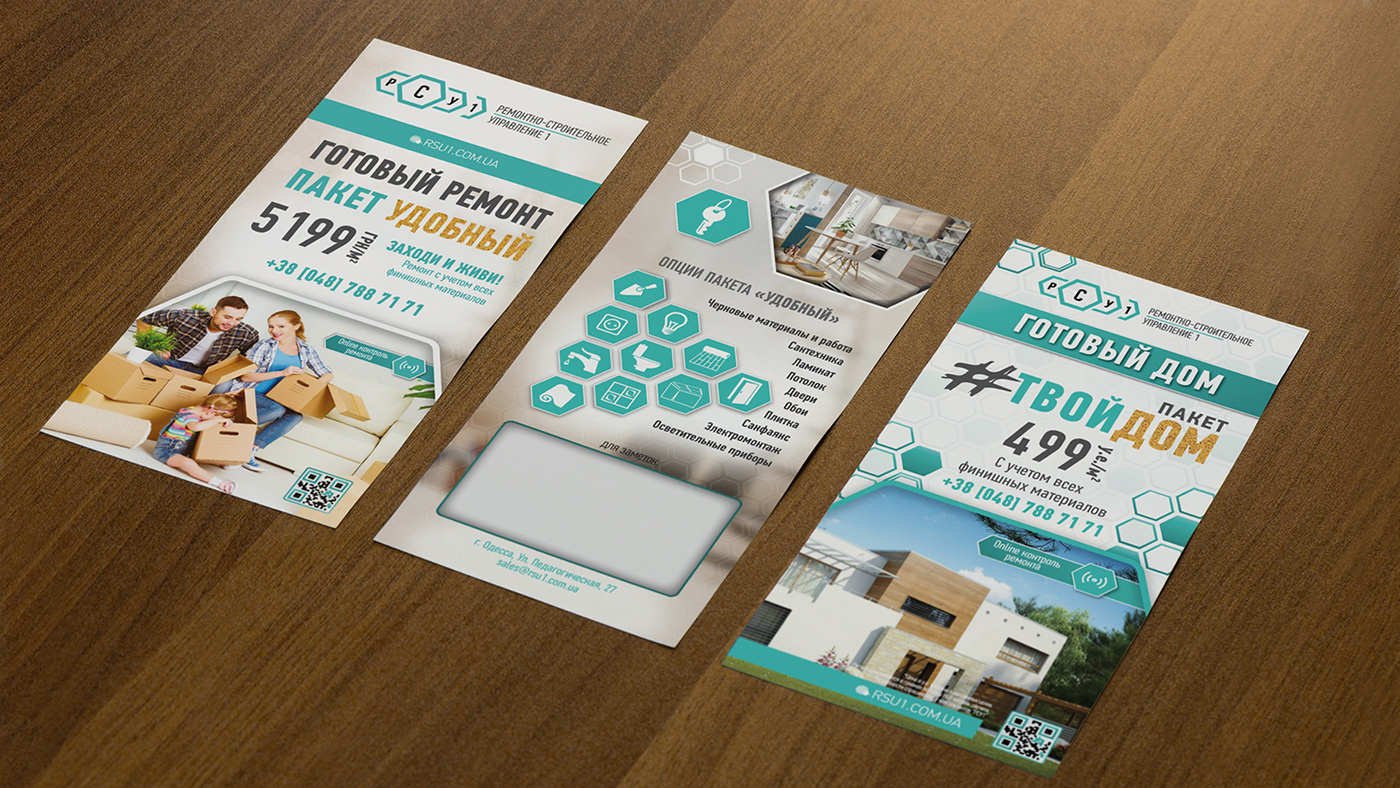 РСУ1
РЕМОНТНО-СТРОИТЕЛЬНОЕ
УПРАВЛЕНИЕ 1
RSU1.COM.UA
ГОТОВЫЙ РЕМОНТ
ПАКЕТ УДОБНЫЙ
5199 ГРН/М²
ЗАХОДИ И ЖИВИ!
Ремонт с учетом всех
финишных материалов
+38 [048] 788 71 71
Online контроль
ремонта
ОПЦИИ ПАКЕТА «УДОБНЫЙ»
Черновые материалы и работа
Сантехника
Ламинат
Потолок
Двери
Обои
Плитка
Санфаянс
Электромонтаж
Осветительные приборы
для заметок:
г. Одесса, Ул. Педагогическая, 27
sales@rsu1.com.ua
РСУ1
РЕМОНТНО-СТРОИТЕЛЬНОЕ
УПРАВЛЕНИЕ 1
ГОТОВЫЙ ДОМ
ПАКЕТ
#ТВОЙДОМ
499 у.е./м²
С учетом всех
финишных материалов
+38 [048] 788 71 71
Online контроль
ремонта
RSU1.COM.UA